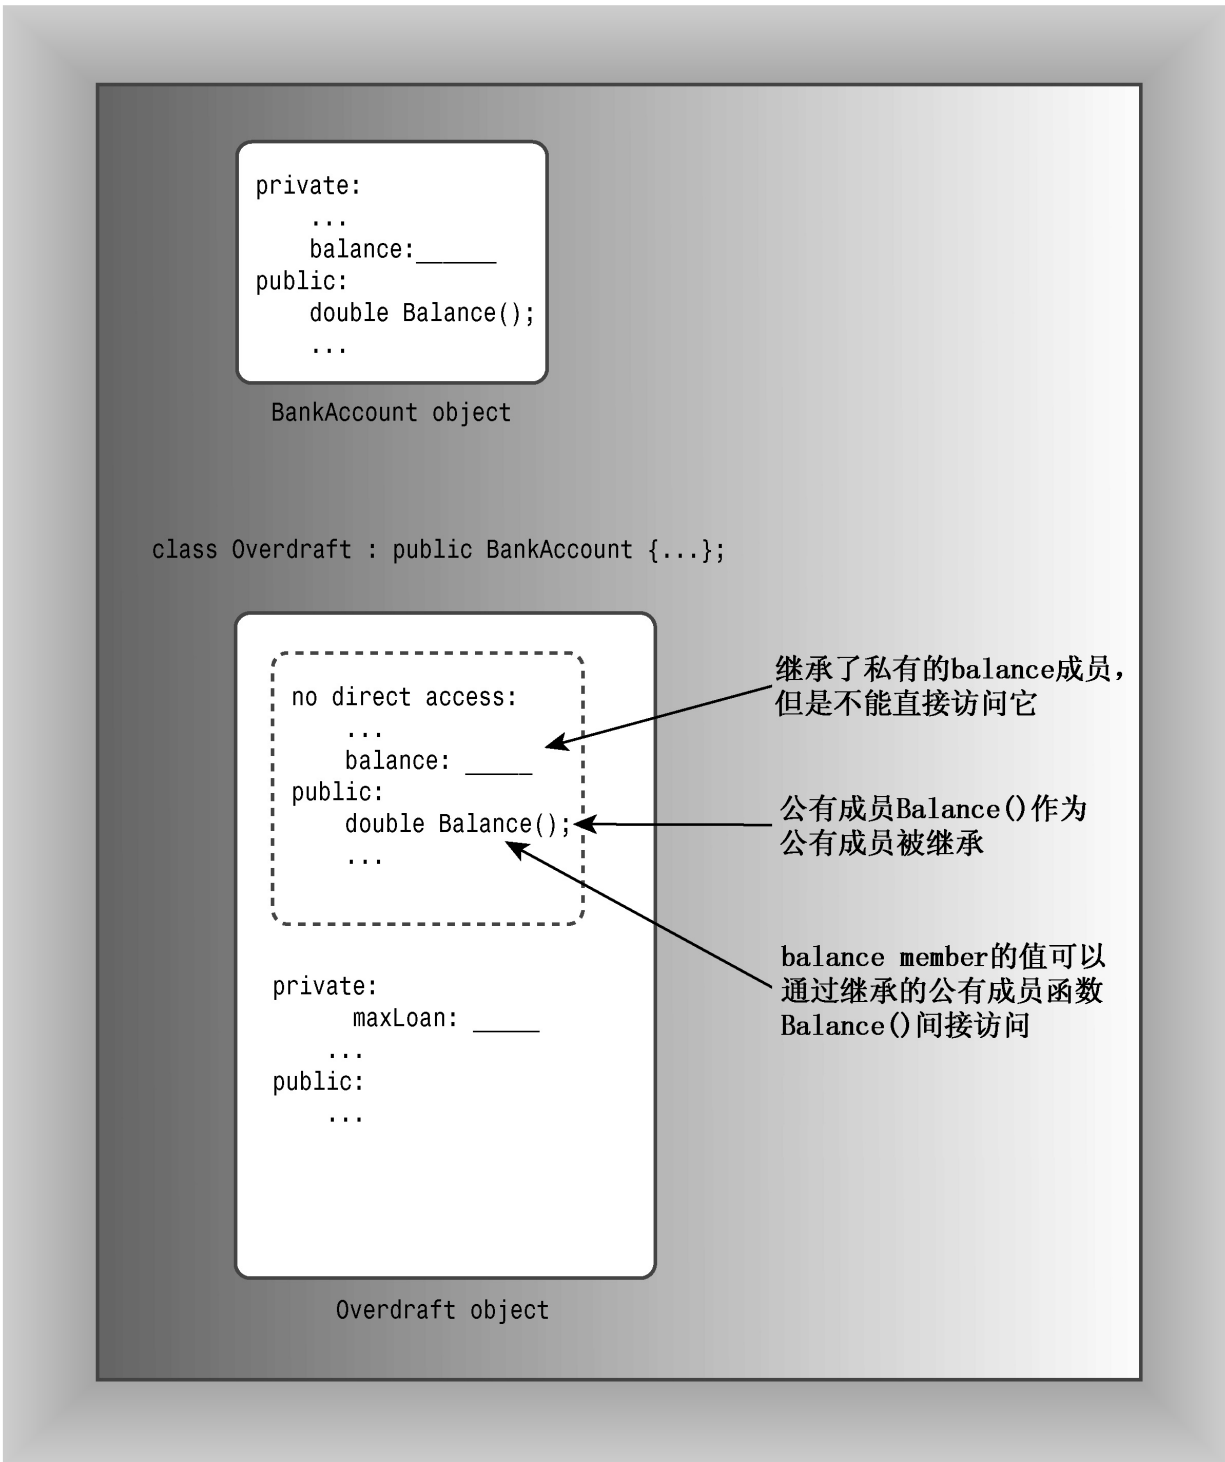 private:
...
balance:______
public:
double Balance();
...
BankAccount object
class Overdraft : public BankAccount {...};
no direct access:
...
balance: _____
public:
double Balance();
...
private:
maxLoan: _____
...
public:
...
Overdraft object
继承了私有的balance成员，
但是不能直接访问它
公有成员Balance()作为
公有成员被继承
balance member的值可以
通过继承的公有成员函数
Balance()间接访问